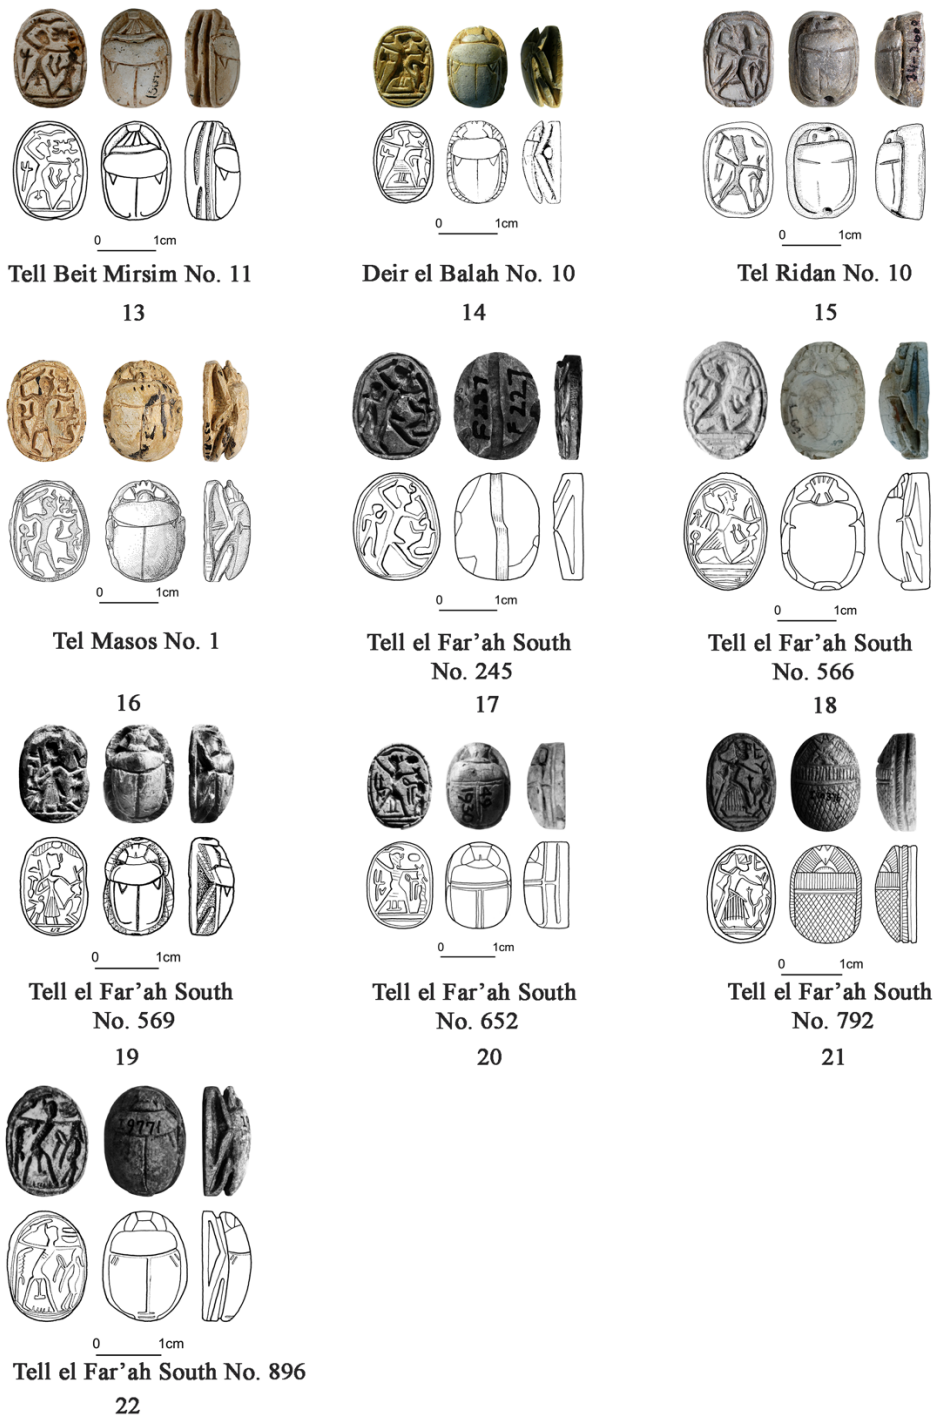 0 1cm
0 1cm
0 1cm
Tell Beit Mirsim No. 11
Deir el Balah No. 10
Tel Ridan No. 10
13
14
15
F227
F227
0 1cm
0 1cm
0 1cm
Tel Masos No. 1
Tell el Far'ah South
No. 245
Tell el Far'ah South
No. 566
16
17
18
0 1cm
0 1cm
0 1cm
Tell el Far’ah South
No. 569
Tell el Far’ah South
No. 652
Tell el Far’ah South
No. 792
19
20
21
I9771
0 1cm
Tell el Far’ah South No. 896
22